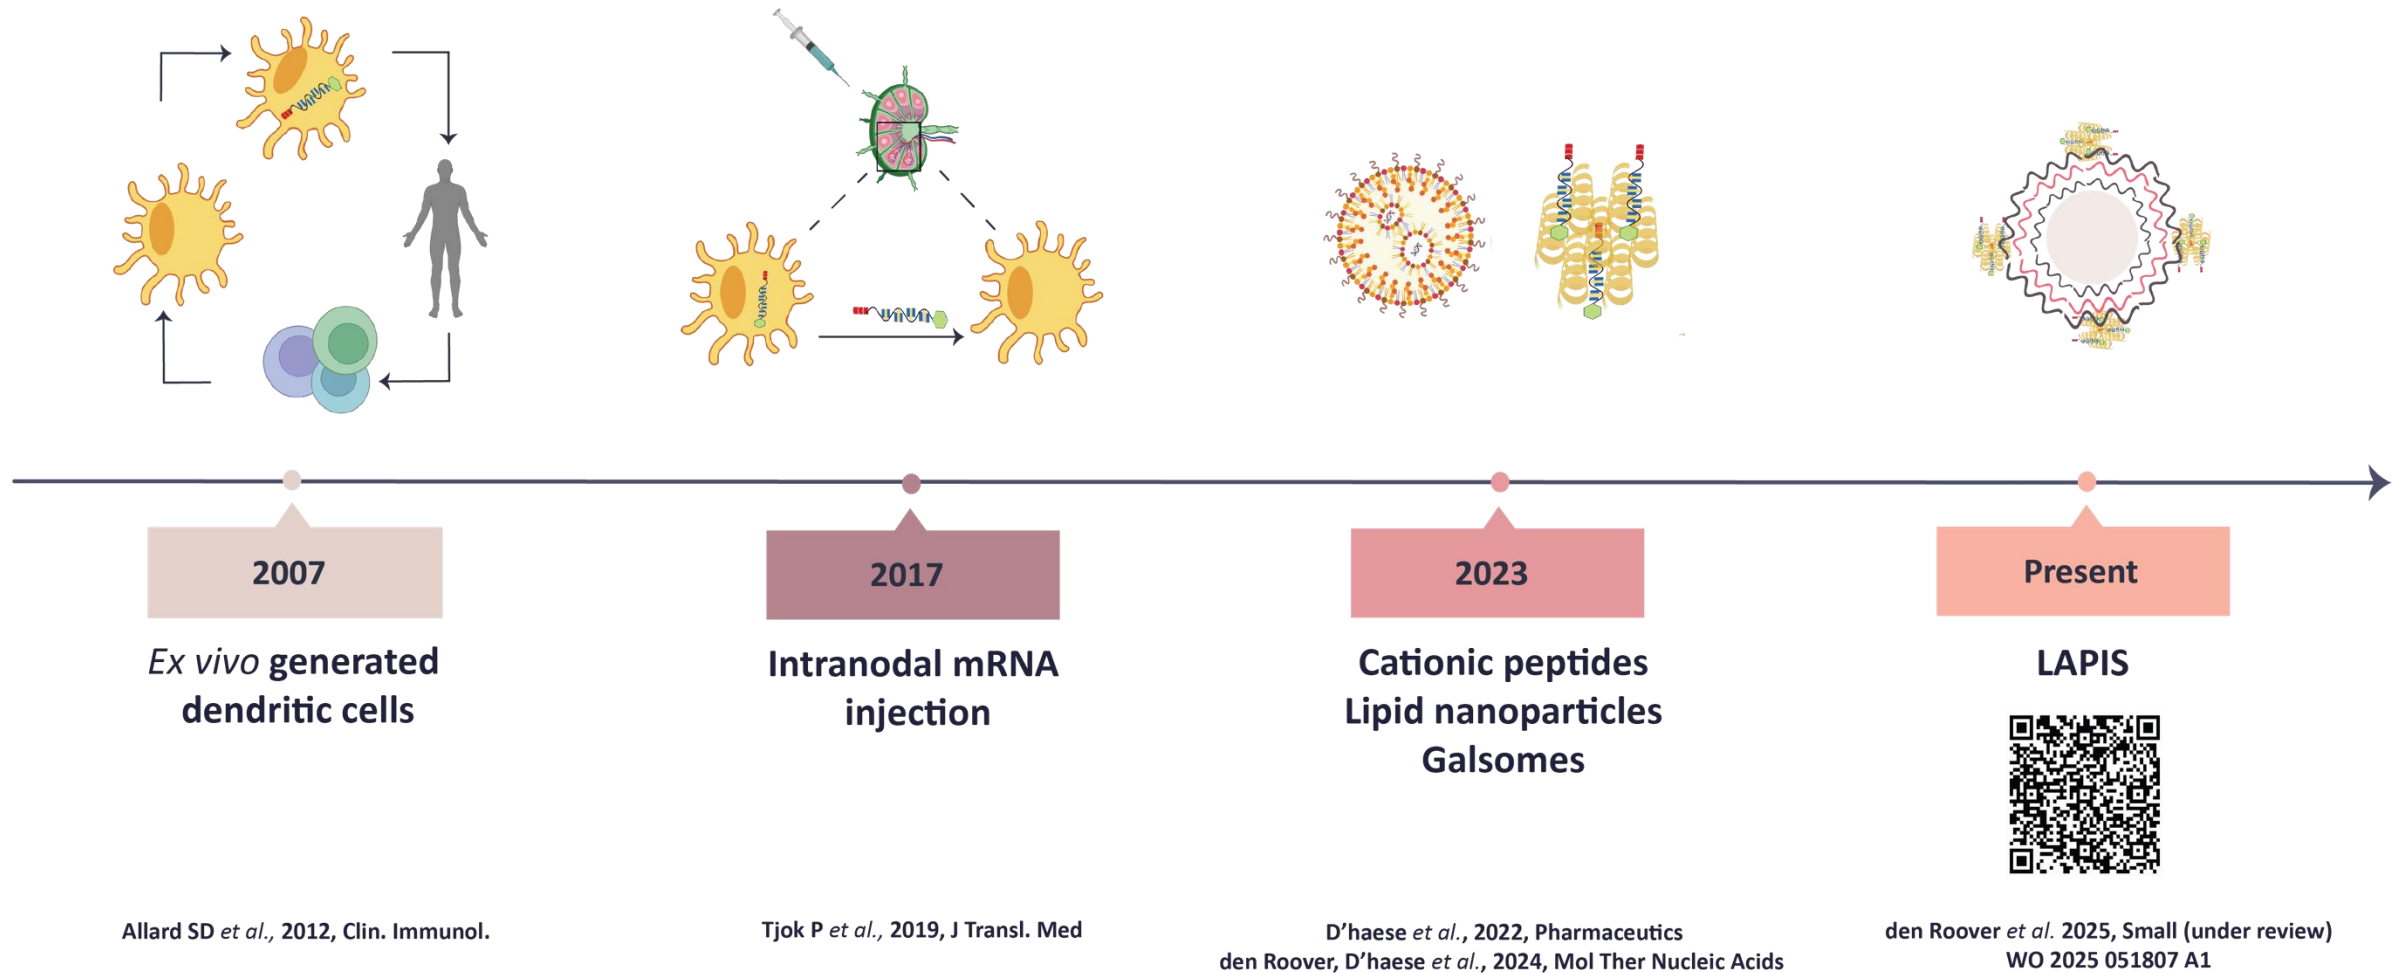 2007
Ex vivo generated
dendritic cells
Allard SD et al., 2012, Clin. Immunol.
2017
Intranodal mRNA
injection
Tjok P et al., 2019, J Transl. Med
2023
Cationic peptides
Lipid nanoparticles
Galsomes
D’haese et al., 2022, Pharmaceutics
den Roover, D’haese et al., 2024, Mol Ther Nucleic Acids
Present
LAPIS
den Roover et al. 2025, Small (under review)
WO 2025 051807 A1